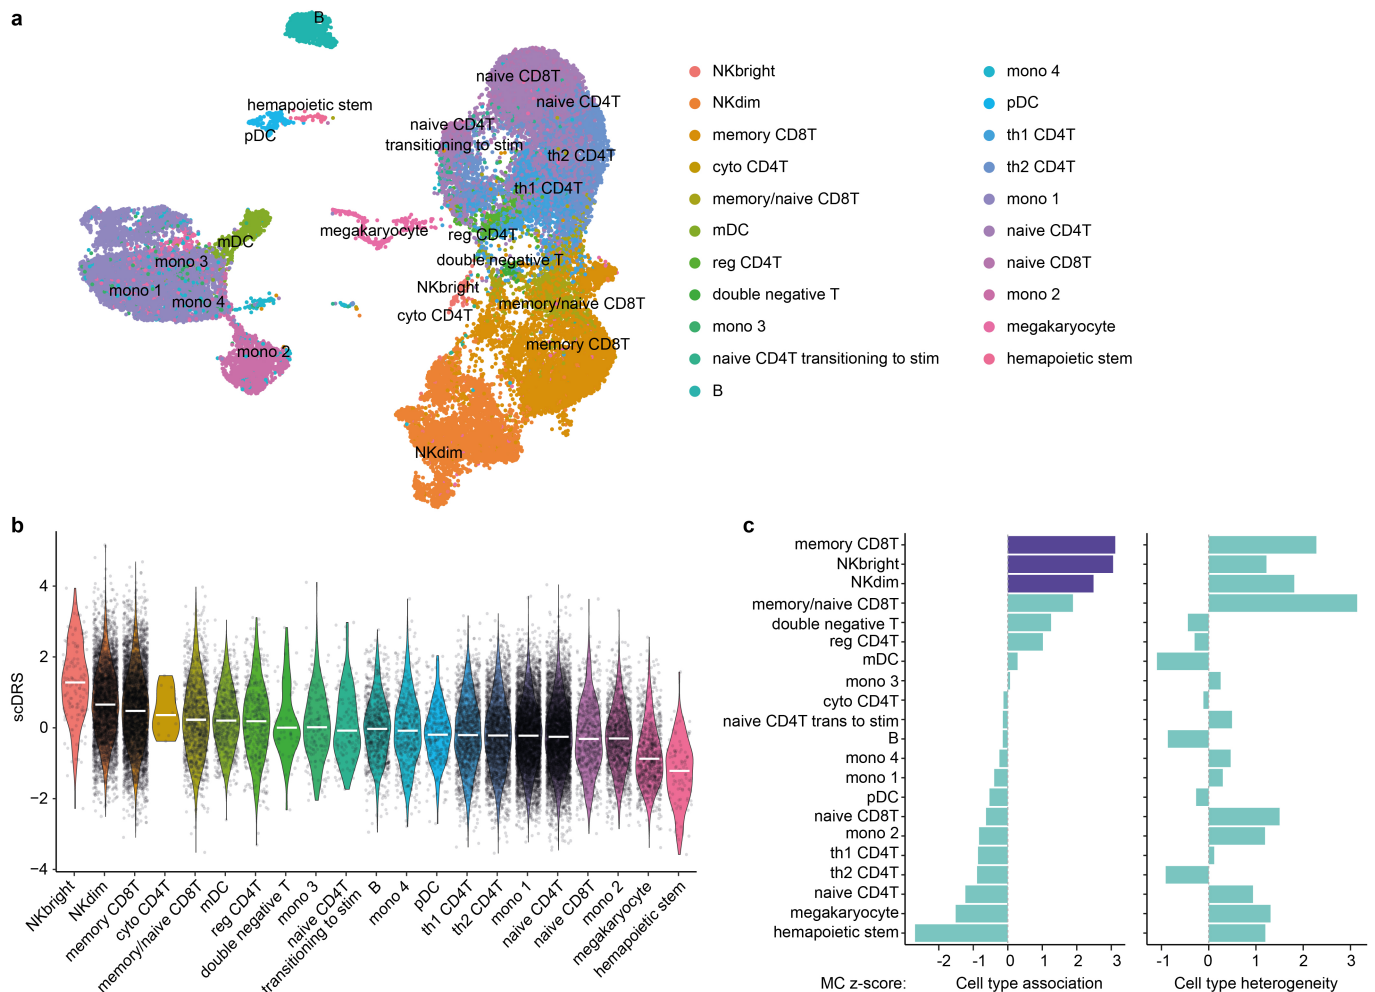 a
B
hemapoietic stem
pDC
naive CD8T
naive CD4T
naive CD4T
transitioning to stim
th2 CD4T
th1 CD4T
megakaryocyte
reg CD4T
mDC
double negative T
mono 3
mono 1
mono 4
NKbright
memory/naive CD8T
cyto CD4T
memory CD8T
mono 2
NKdim
NKbright
NKdim
memory CD8T
cyto CD4T
memory/naive CD8T
mDC
reg CD4T
double negative T
mono 3
naive CD4T transitioning to stim
B
mono 4
pDC
th1 CD4T
th2 CD4T
mono 1
naive CD4T
naive CD8T
mono 2
megakaryocyte
hemapoietic stem
b
scDRS
4
2
0
−2
−4
NKbright
NKdim
memory CD8T
cyto CD4T
memory/naive CD8T
mDC
reg CD4T
double negative T
mono 3
naive CD4T
transitioning to stim
B
mono 4
pDC
th1 CD4T
th2 CD4T
mono 1
naive CD4T
naive CD8T
mono 2
megakaryocyte
hemapoietic stem
c
memory CD8T
NKbright
NKdim
memory/naive CD8T
double negative T
reg CD4T
mDC
mono 3
cyto CD4T
naive CD4T trans to stim
B
mono 4
mono 1
pDC
naive CD8T
mono 2
th1 CD4T
th2 CD4T
naive CD4T
megakaryocyte
hemapoietic stem
-2 -1 0 1 2 3
-1 0 1 2 3
MC z-score: Cell type association
Cell type heterogeneity